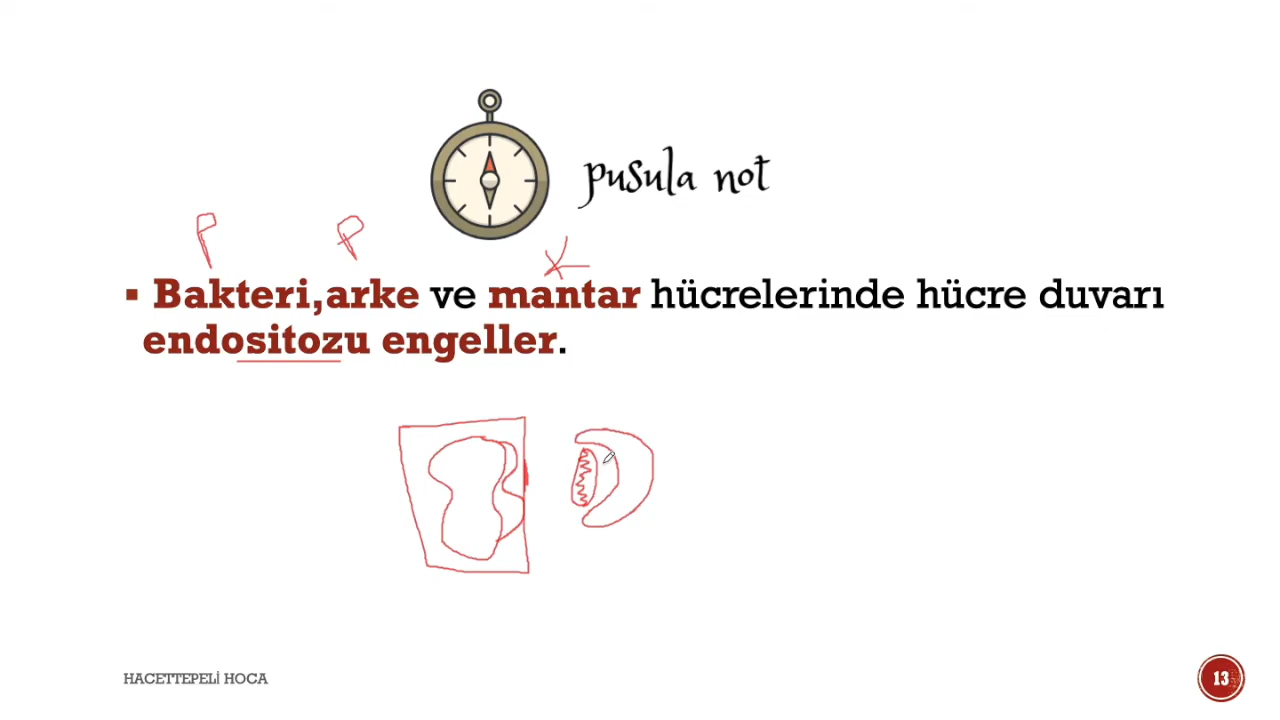 pusula not
P P
▪ Bakteri,arke ve mantar hücrelerinde hücre duvarı
endositozu engeller.
HACETTEPELİ HOCA
13